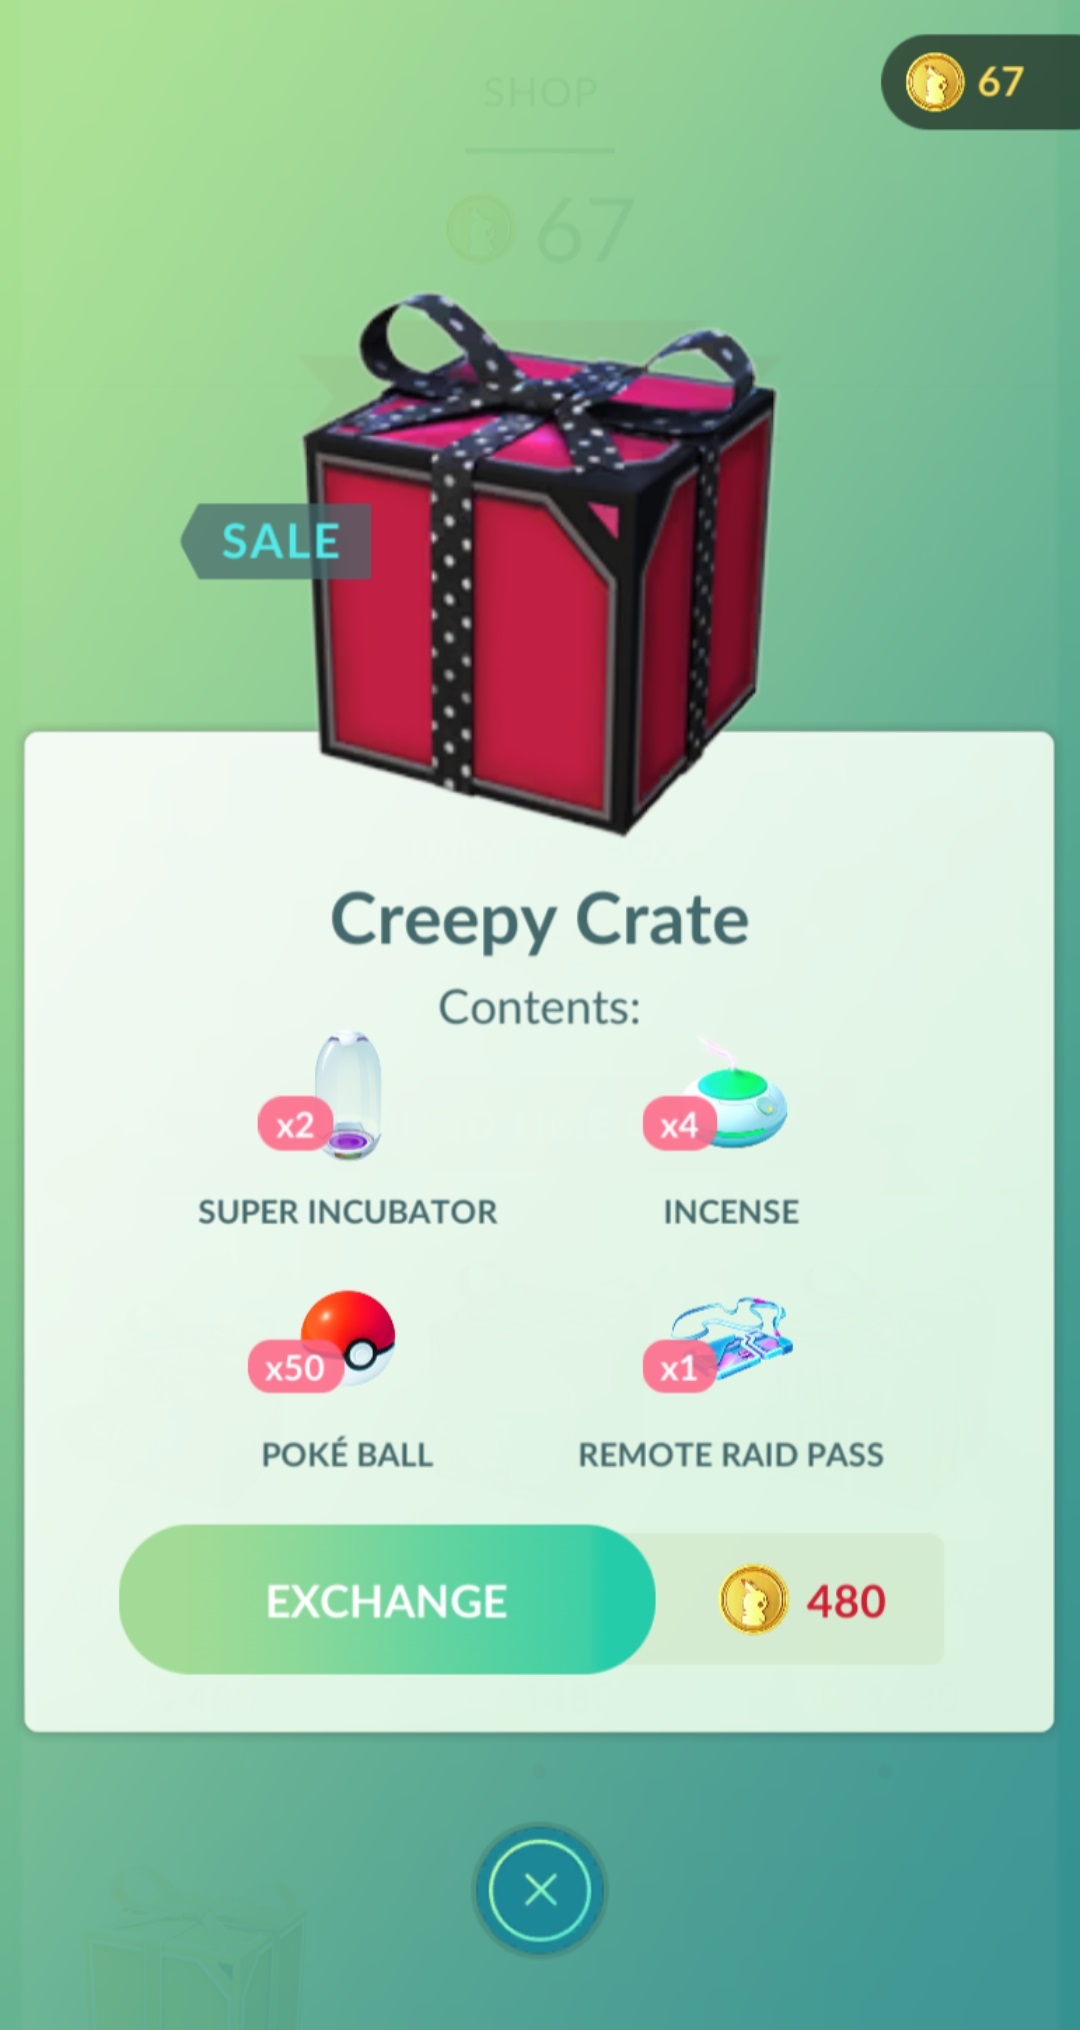 67
SHOP
67
SALE
Creepy Crate
Contents:
x2
x4
SUPER INCUBATOR
INCENSE
x50
x1
POKÉ BALL
REMOTE RAID PASS
EXCHANGE
480